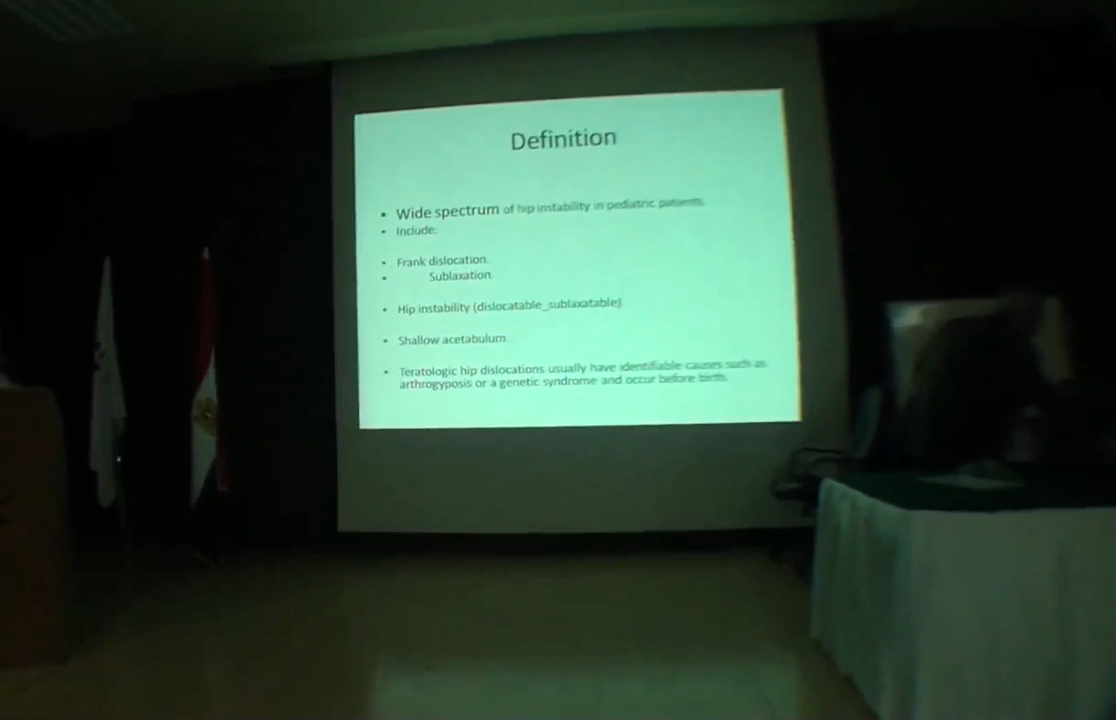 Definition
• Wide spectrum of hip instability in pediatric patients.
• Include:
• Frank dislocation.
• Sublaxation.
• Hip instability (dislocatable_sublaxatable).
• Shallow acetabulum
• Teratologic hip dislocations usually have identifiable causes such as
arthrogyposis or a genetic syndrome and occur before birth.